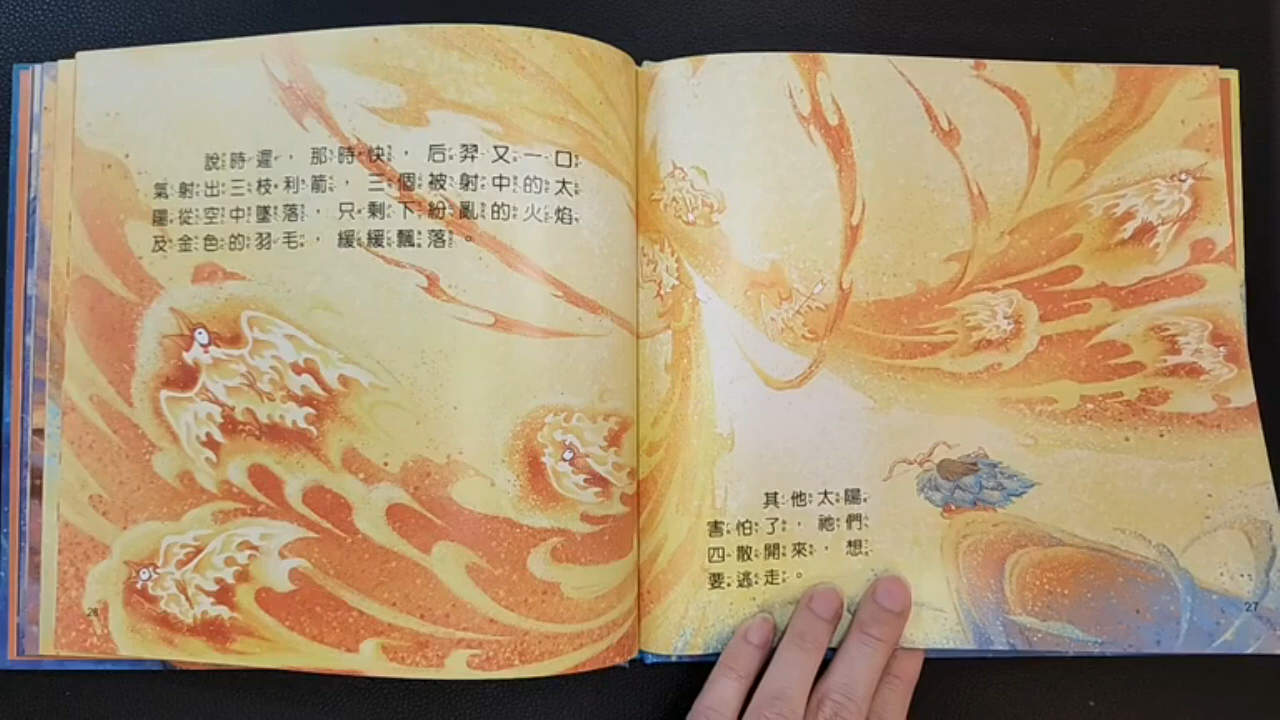 說時遲，那時快，后羿又一口
氣射出三枝利箭，三個被射中的太
陽從空中墜落，只剩下紛亂的火焰
及金色的羽毛，緩緩飄落。
26
其他太陽
害怕了，祂們
四散開來，想
要逃走。
27